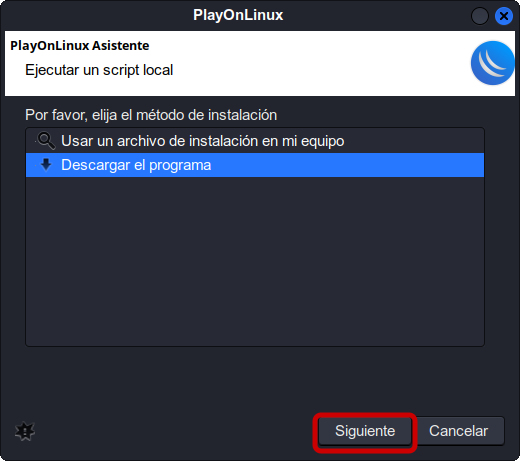 PlayOnLinux
PlayOnLinux Asistente
Ejecutar un script local
Por favor, elija el método de instalación
Usar un archivo de instalación en mi equipo
Descargar el programa
Siguiente
Cancelar